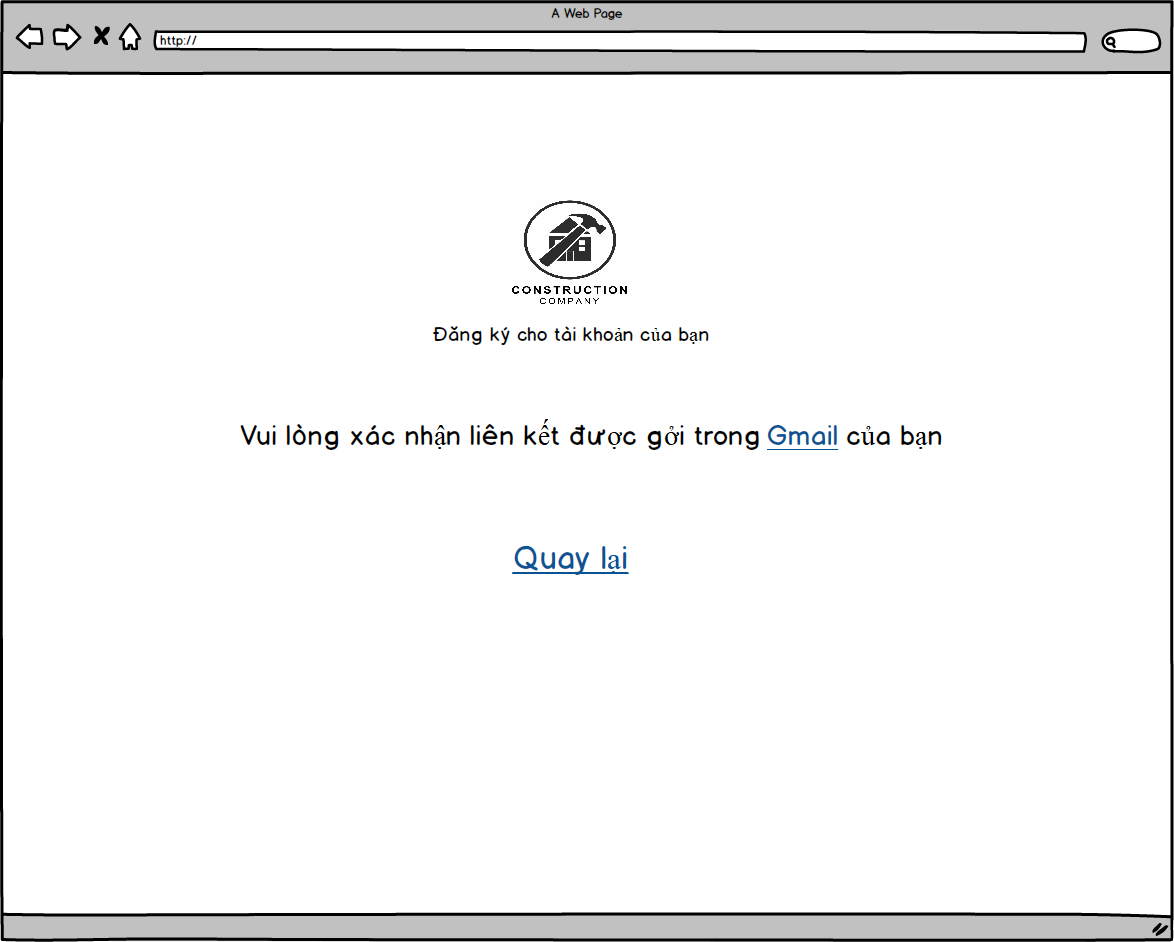 A Web Page
http://
CONSTRUCTION
COMPANY
Đăng ký cho tài khoản của bạn
Vui lòng xác nhận liên kết được gởi trong Gmail của bạn
Quay lại